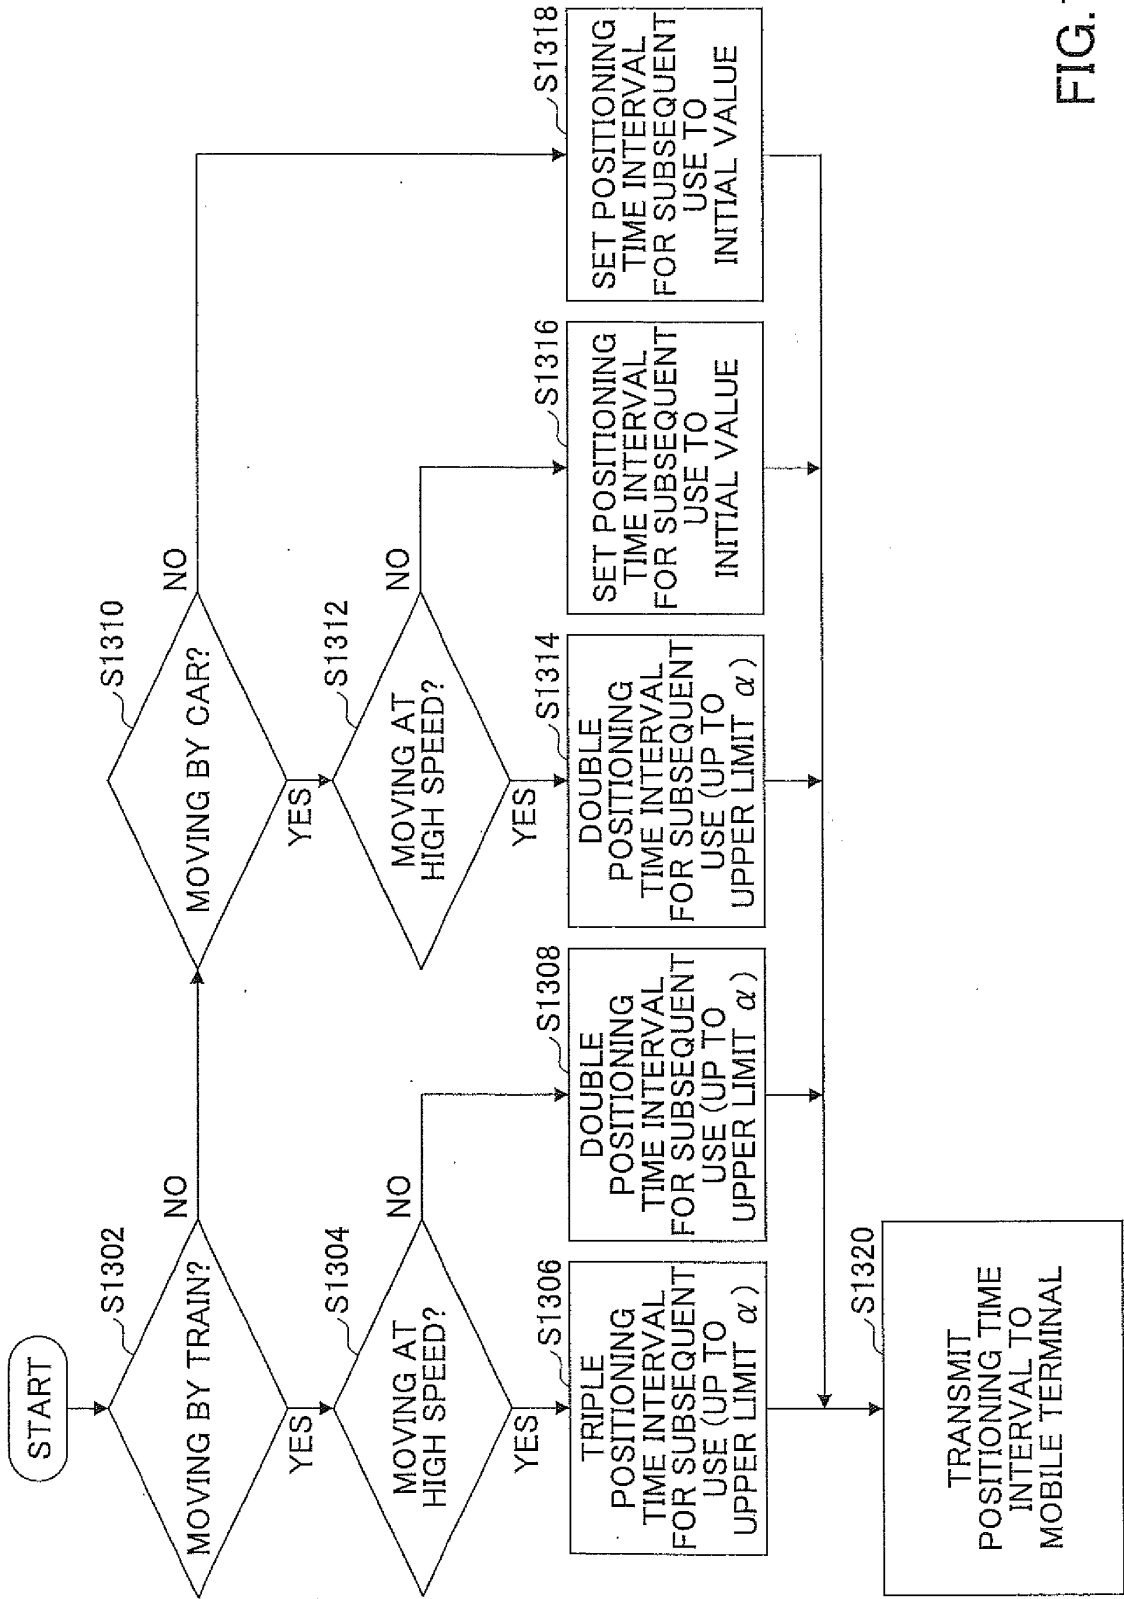 START
S1302
MOVING BY TRAIN?
NO
YES
S1304
MOVING AT
HIGH SPEED?
NO
YES
S1306
TRIPLE
POSITIONING
TIME INTERVAL
FOR SUBSEQUENT
USE (UP TO
UPPER LIMIT α)
S1308
DOUBLE
POSITIONING
TIME INTERVAL
FOR SUBSEQUENT
USE (UP TO
UPPER LIMIT α)
S1310
MOVING BY CAR?
NO
YES
S1312
MOVING AT
HIGH SPEED?
NO
YES
S1314
DOUBLE
POSITIONING
TIME INTERVAL
FOR SUBSEQUENT
USE (UP TO
UPPER LIMIT α)
S1316
SET POSITIONING
TIME INTERVAL
FOR SUBSEQUENT
USE TO
INITIAL VALUE
S1318
SET POSITIONING
TIME INTERVAL
FOR SUBSEQUENT
USE TO
INITIAL VALUE
S1320
TRANSMIT
POSITIONING TIME
INTERVAL TO
MOBILE TERMINAL
FIG.